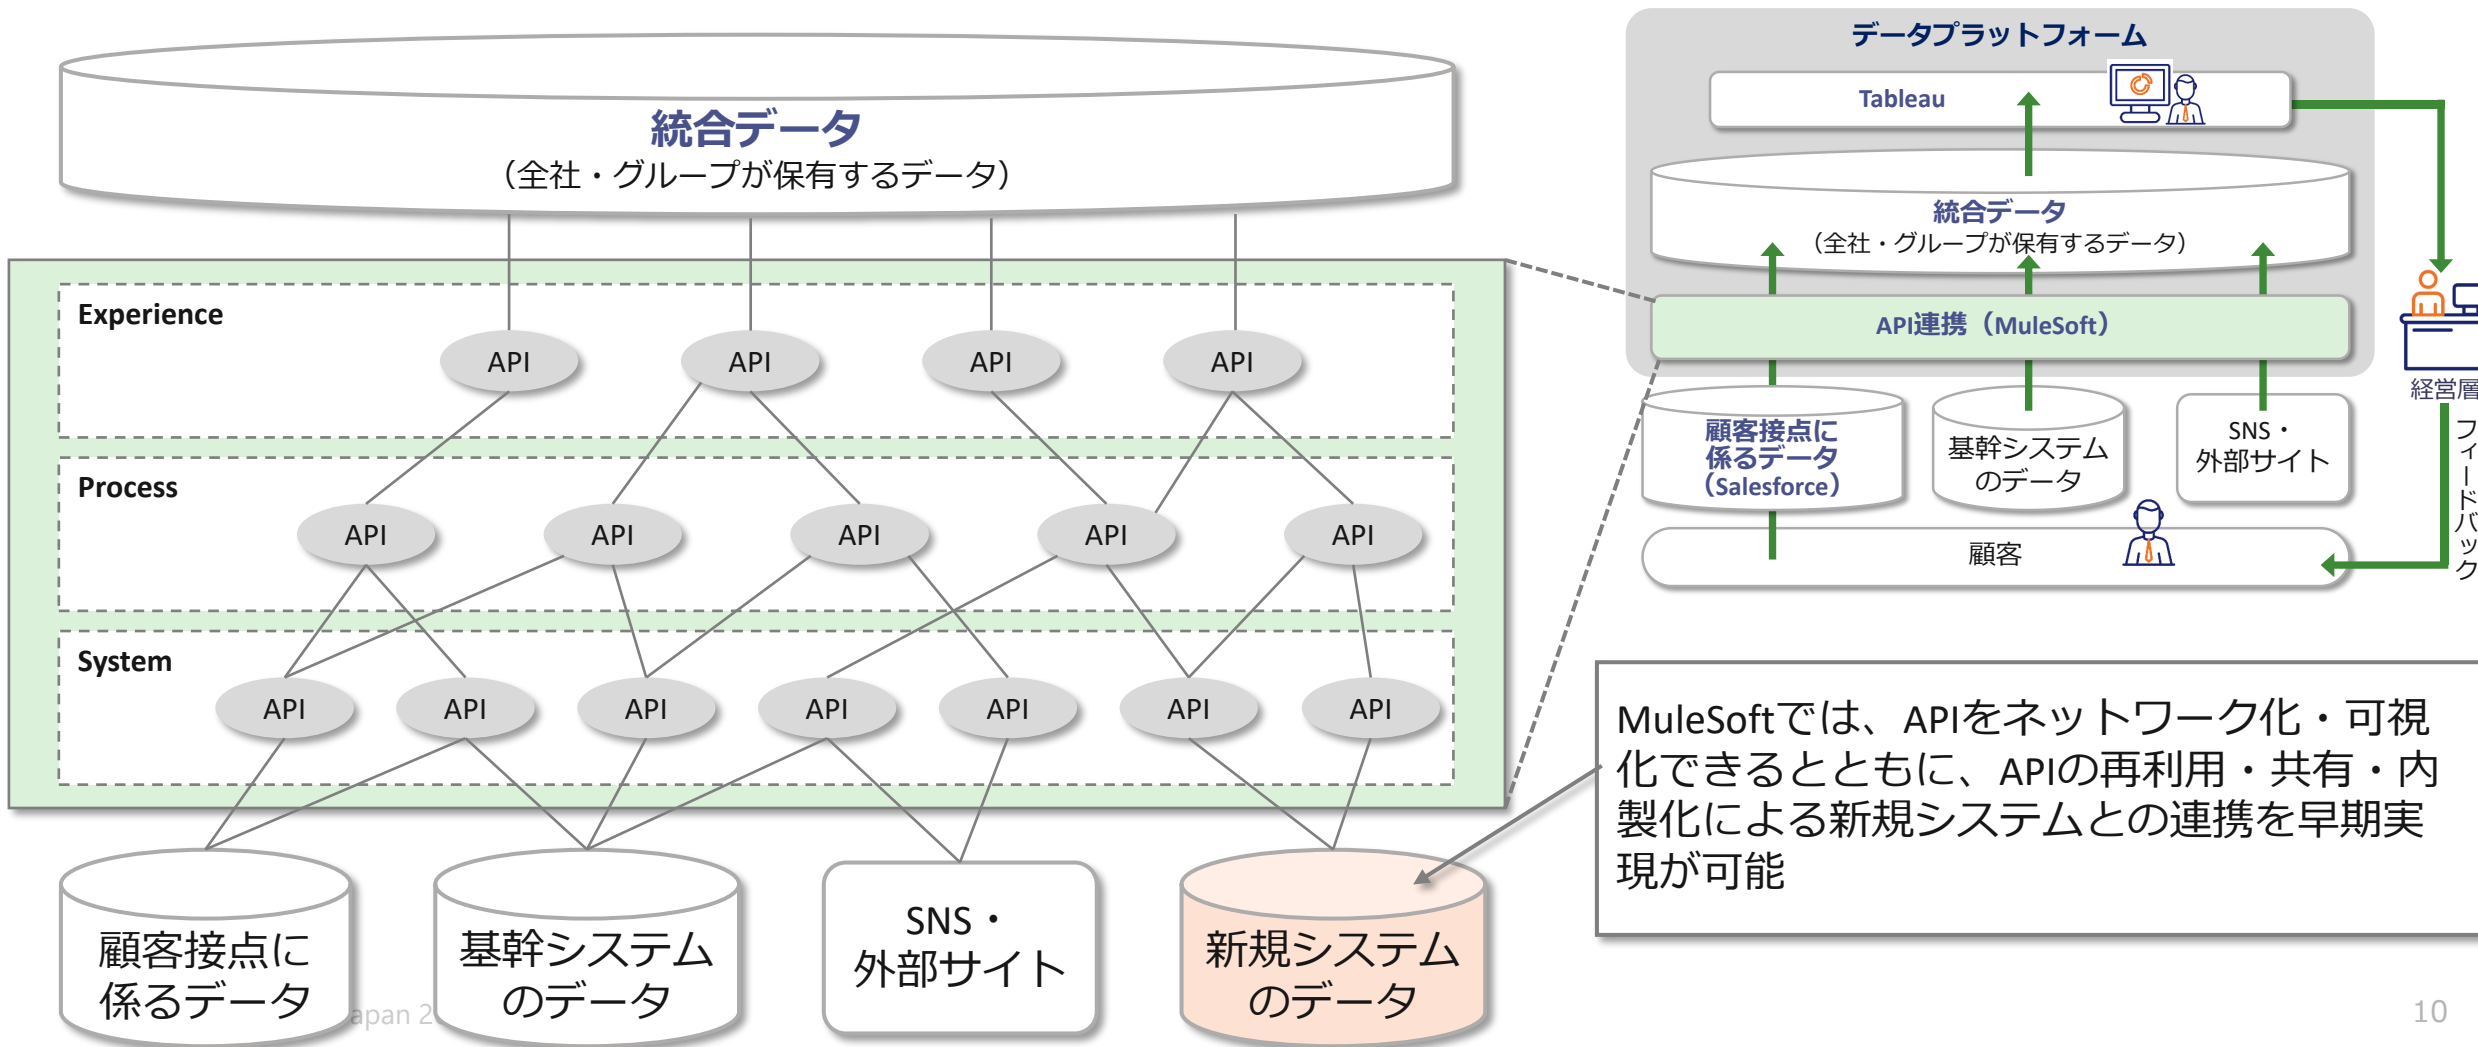 統合データ
（全社・グループが保有するデータ）
Experience
API
API
API
API
Process
API
API
API
API
API
System
API
API
API
API
API
API
API
顧客接点に
係るデータ
基幹システム
のデータ
SNS・
外部サイト
新規システム
のデータ
データプラットフォーム
Tableau
統合データ
（全社・グループが保有するデータ）
API連携（MuleSoft）
顧客接点に
係るデータ
（Salesforce）
基幹システム
のデータ
SNS・
外部サイト
顧客
経営層
フィードバック
MuleSoftでは、APIをネットワーク化・可視
化できるとともに、APIの再利用・共有・内
製化による新規システムとの連携を早期実
現が可能
apan 2
10